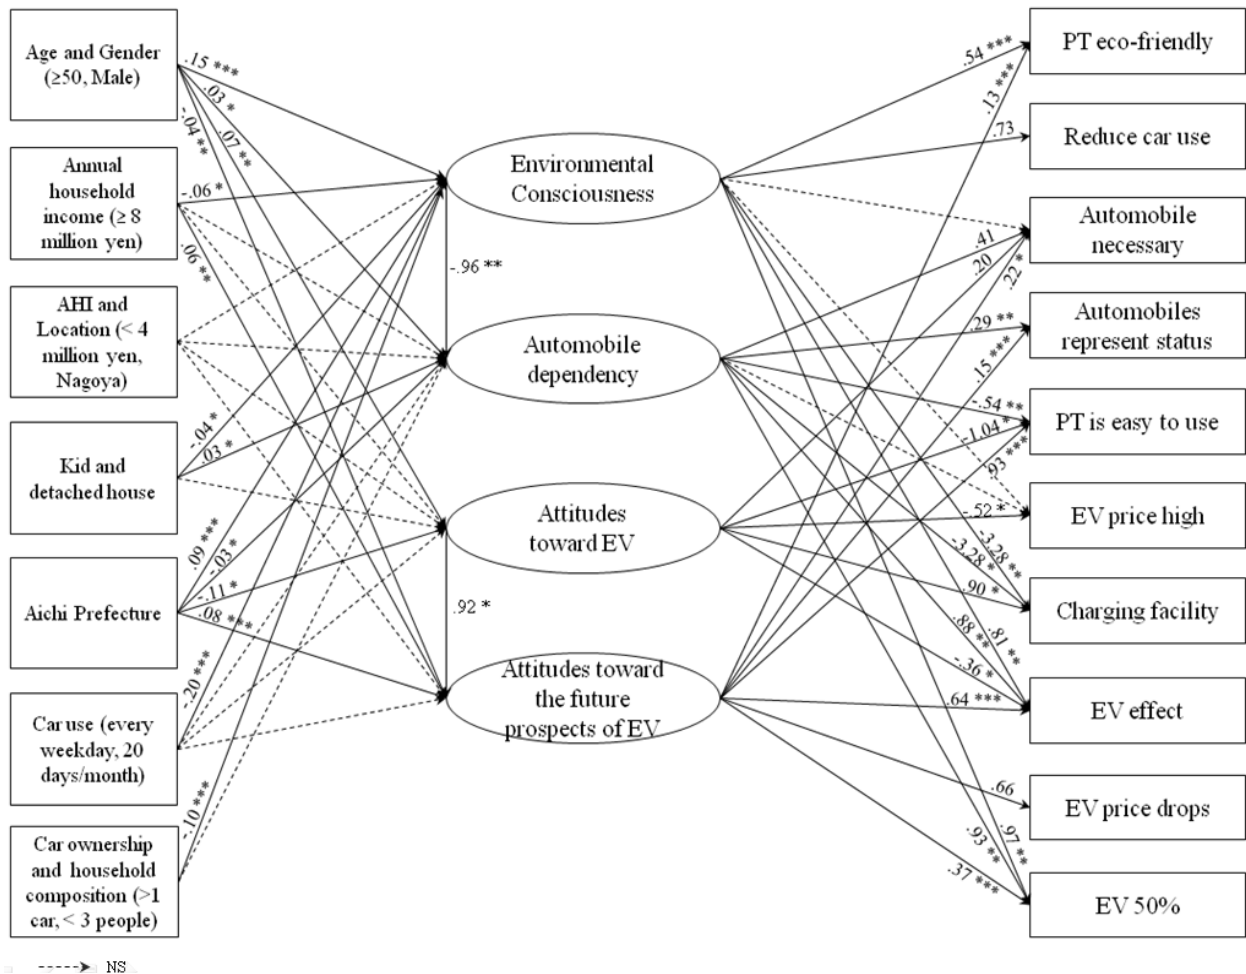 Age and Gender
(≥50, Male)
Annual
household
income (≥ 8
million yen)
AHI and
Location (< 4
million yen,
Nagoya)
Kid and
detached house
Aichi Prefecture
Car use (every
weekday, 20
days/month)
Car ownership
and household
composition (>1
car, < 3 people)
.15 ***
.03 *
.07 **
-.04 **
-.06 *
.06 **
-.04 *
.03 *
.09 ***
-.03 *
-.11 *
.08 ***
-.20 ***
-.10 ***
Environmental
Consciousness
-.96 **
Automobile
dependency
Attitudes
toward EV
.92 *
Attitudes toward
the future
prospects of EV
.54 ***
.13 ***
.73
.41
.20
.22 *
.29 **
.15 ***
-.54 **
-1.04 *
.93 ***
-.52 *
-3.28 **
-3.28 *
.90 *
.81 **
.88 **
-.36 *
.64 ***
.66
.97 **
.93 **
.37 ***
PT eco-friendly
Reduce car use
Automobile
necessary
Automobiles
represent status
PT is easy to use
EV price high
Charging facility
EV effect
EV price drops
EV 50%
NS